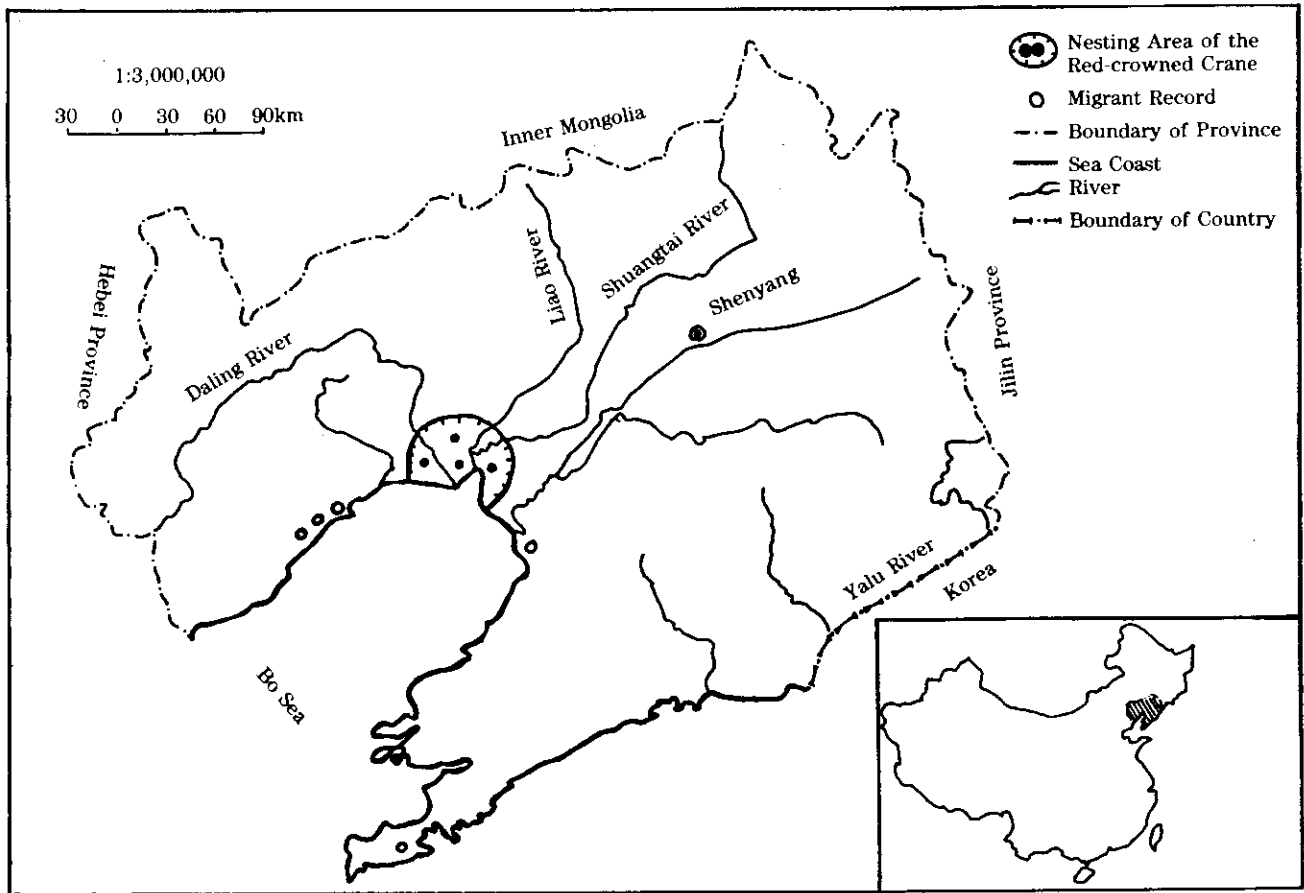 1:3,000,000
30 0 30 60 90km
Nesting Area of the
Red-crowned Crane
Migrant Record
Boundary of Province
Sea Coast
River
Boundary of Country
Inner Mongolia
Hebei Province
Daling River
Liao River
Shuangtai River
Shenyang
Jilin Province
Yalu River
Korea
Bo Sea